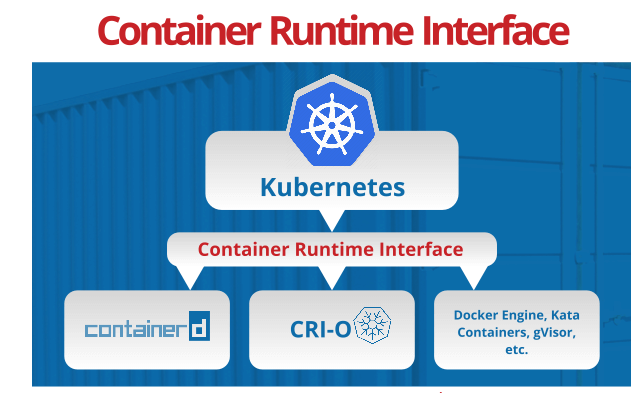 Container Runtime Interface
Kubernetes
Container Runtime Interface
containerd
CRI-O
Docker Engine, Kata
Containers, gVisor,
etc.